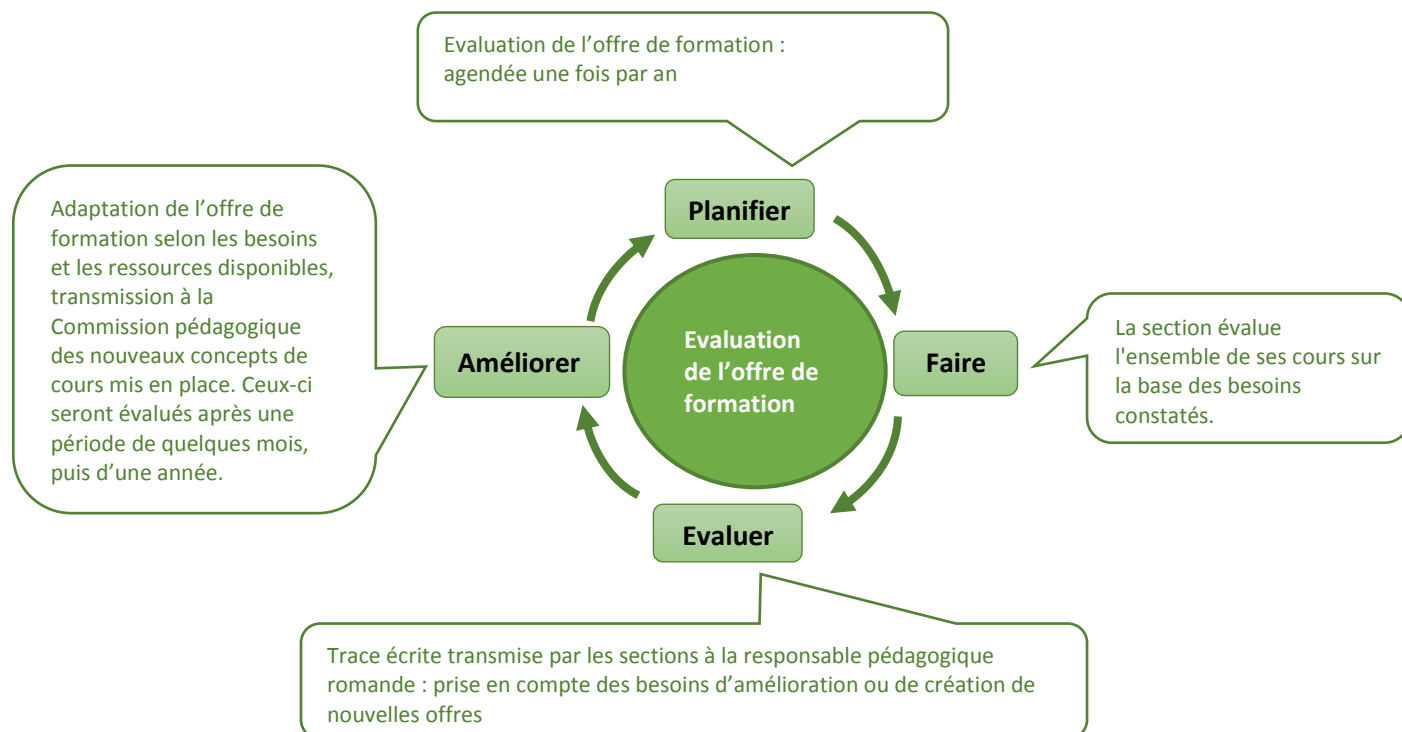 Evaluation de l’offre de formation :
agendée une fois par an
Planifier
Adaptation de l’offre de
formation selon les besoins
et les ressources disponibles,
transmission à la
Commission pédagogique
des nouveaux concepts de
cours mis en place. Ceux-ci
seront évalués après une
période de quelques mois,
puis d’une année.
Améliorer
Evaluation
de l’offre de
formation
Faire
La section évalue
l'ensemble de ses cours sur
la base des besoins
constatés.
Evaluer
Trace écrite transmise par les sections à la responsable pédagogique
romande : prise en compte des besoins d’amélioration ou de création de
nouvelles offres